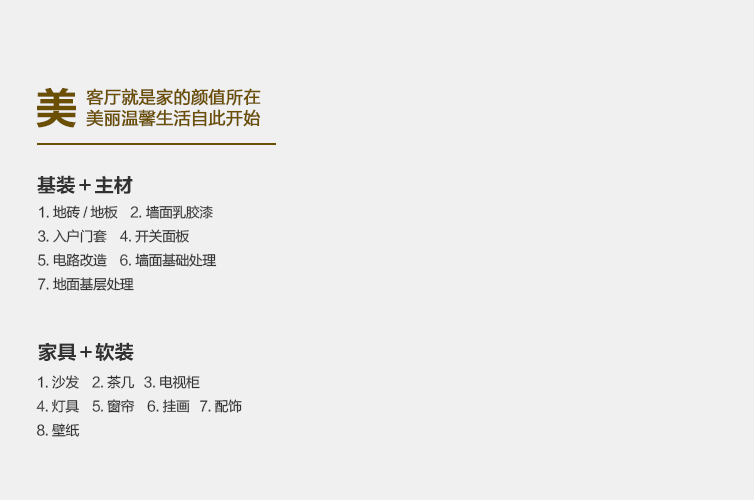 美
客厅就是家的颜值所在
美丽温馨生活自此开始
基装+主材
1. 地砖 / 地板 2. 墙面乳胶漆
3. 入户门套 4. 开关面板
5. 电路改造 6. 墙面基础处理
7. 地面基层处理
家具+软装
1. 沙发 2. 茶几 3. 电视柜
4. 灯具 5. 窗帘 6. 挂画 7. 配饰
8. 壁纸